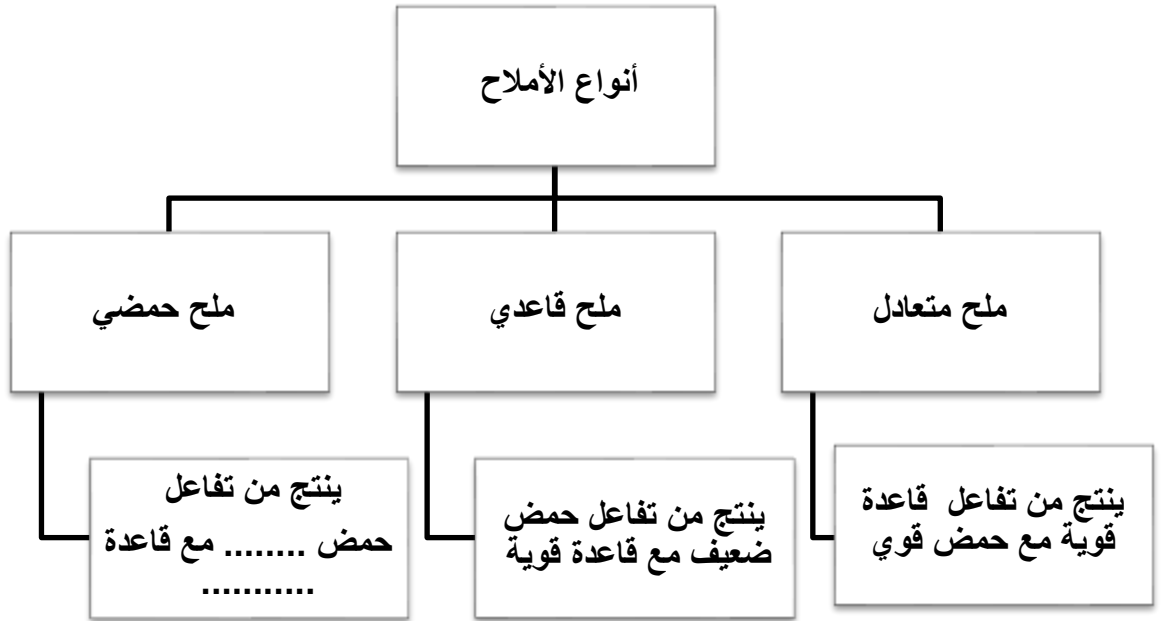 أنواع الأملاح
ملح متعادل
ملح قاعدي
ملح حمضي
ينتج من تفاعل قاعدة
قوية مع حمض قوي
ينتج من تفاعل حمض
ضعيف مع قاعدة قوية
ينتج من تفاعل
حمض ........ مع قاعدة
...........